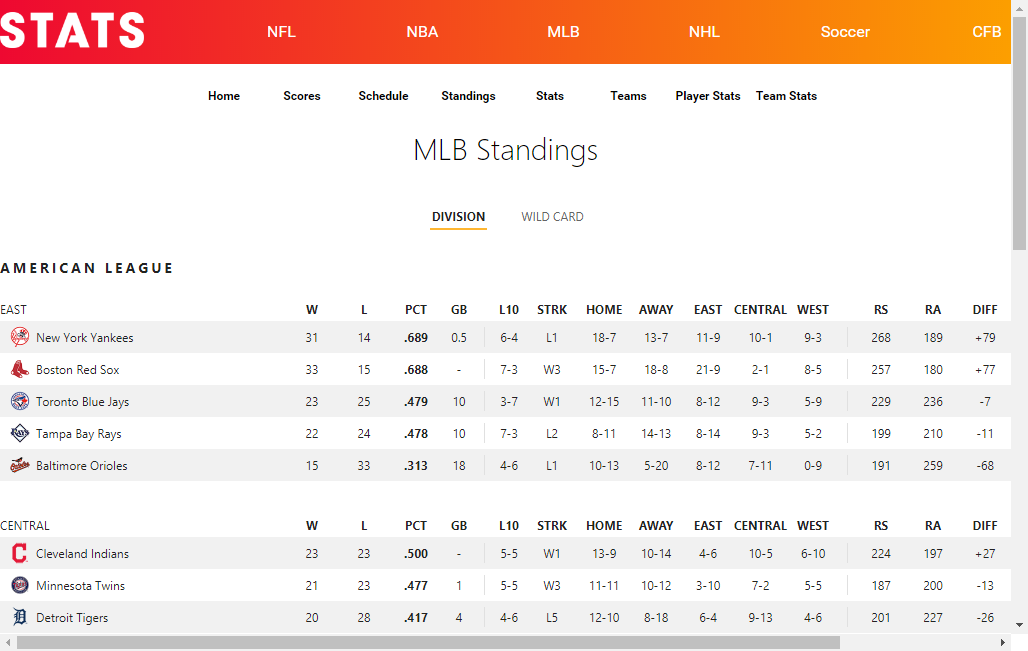 STATS NFL NBA MLB NHL Soccer CFB
Home Scores Schedule Standings Stats Teams Player Stats Team Stats
MLB Standings
DIVISION WILD CARD
AMERICAN LEAGUE
EAST W L PCT GB L10 STRK HOME AWAY EAST CENTRAL WEST RS RA DIFF
New York Yankees 31 14 .689 0.5 6-4 L1 18-7 13-7 11-9 10-1 9-3 268 189 +79
Boston Red Sox 33 15 .688 - 7-3 W3 15-7 18-8 21-9 2-1 8-5 257 180 +77
Toronto Blue Jays 23 25 .479 10 3-7 W1 12-15 11-10 8-12 9-3 5-9 229 236 -7
Tampa Bay Rays 22 24 .478 10 7-3 L2 8-11 14-13 8-14 9-3 5-2 199 210 -11
Baltimore Orioles 15 33 .313 18 4-6 L1 10-13 5-20 8-12 7-11 0-9 191 259 -68
CENTRAL W L PCT GB L10 STRK HOME AWAY EAST CENTRAL WEST RS RA DIFF
Cleveland Indians 23 23 .500 - 5-5 W1 13-9 10-14 4-6 10-5 6-10 224 197 +27
Minnesota Twins 21 23 .477 1 5-5 W3 11-11 10-12 3-10 7-2 5-5 187 200 -13
Detroit Tigers 20 28 .417 4 4-6 L5 12-10 8-18 6-4 9-13 4-6 201 227 -26